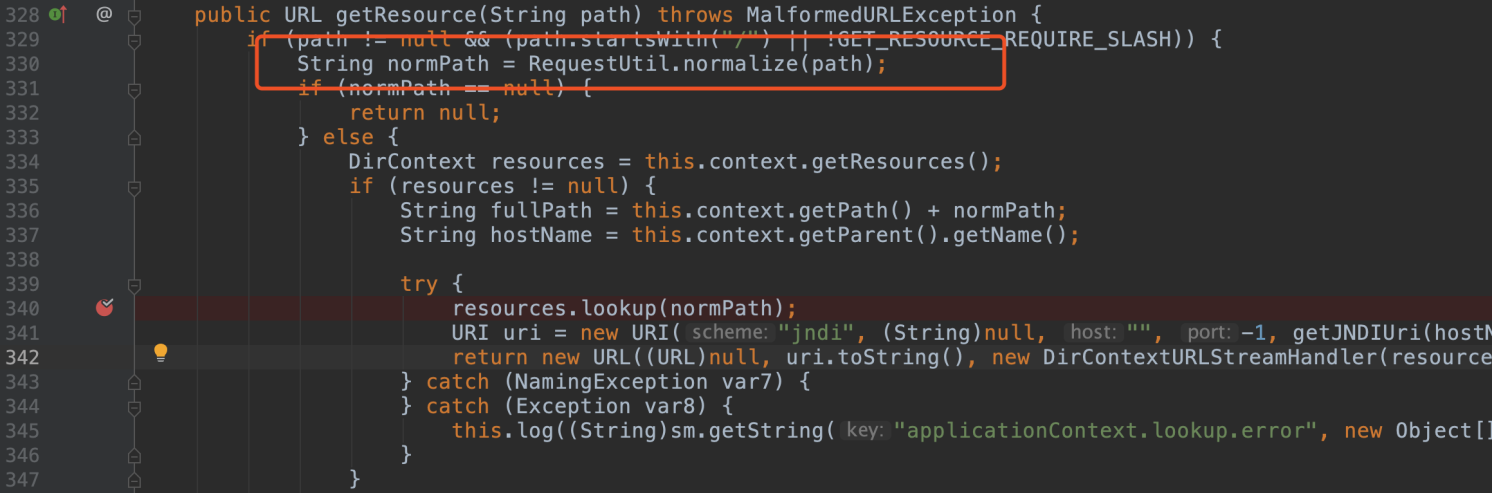 328 @ public URL getResource(String path) throws MalformedURLException {
329 if (path != null && (path.startsWith("/") || !GET_RESOURCE_REQUIRE_SLASH)) {
330 String normPath = RequestUtil.normalize(path);
331 if (normPath == null) {
332 return null;
333 } else {
334 DirContext resources = this.context.getResources();
335 if (resources != null) {
336 String fullPath = this.context.getPath() + normPath;
337 String hostName = this.context.getParent().getName();
338
339 try {
340 resources.lookup(normPath);
341 URI uri = new URI( scheme: "jndi", (String)null, host: "", port: -1, getJNDIUri(hostN
342 return new URL((URL)null, uri.toString(), new DirContextURLStreamHandler(resource
343 } catch (NamingException var7) {
344 } catch (Exception var8) {
345 this.log((String)sm.getString( key: "applicationContext.lookup.error", new Object[]
346 }
347 }